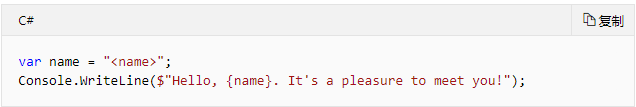 C#
复制
var name = "<name>";
Console.WriteLine($"Hello, {name}. It's a pleasure to meet you!");